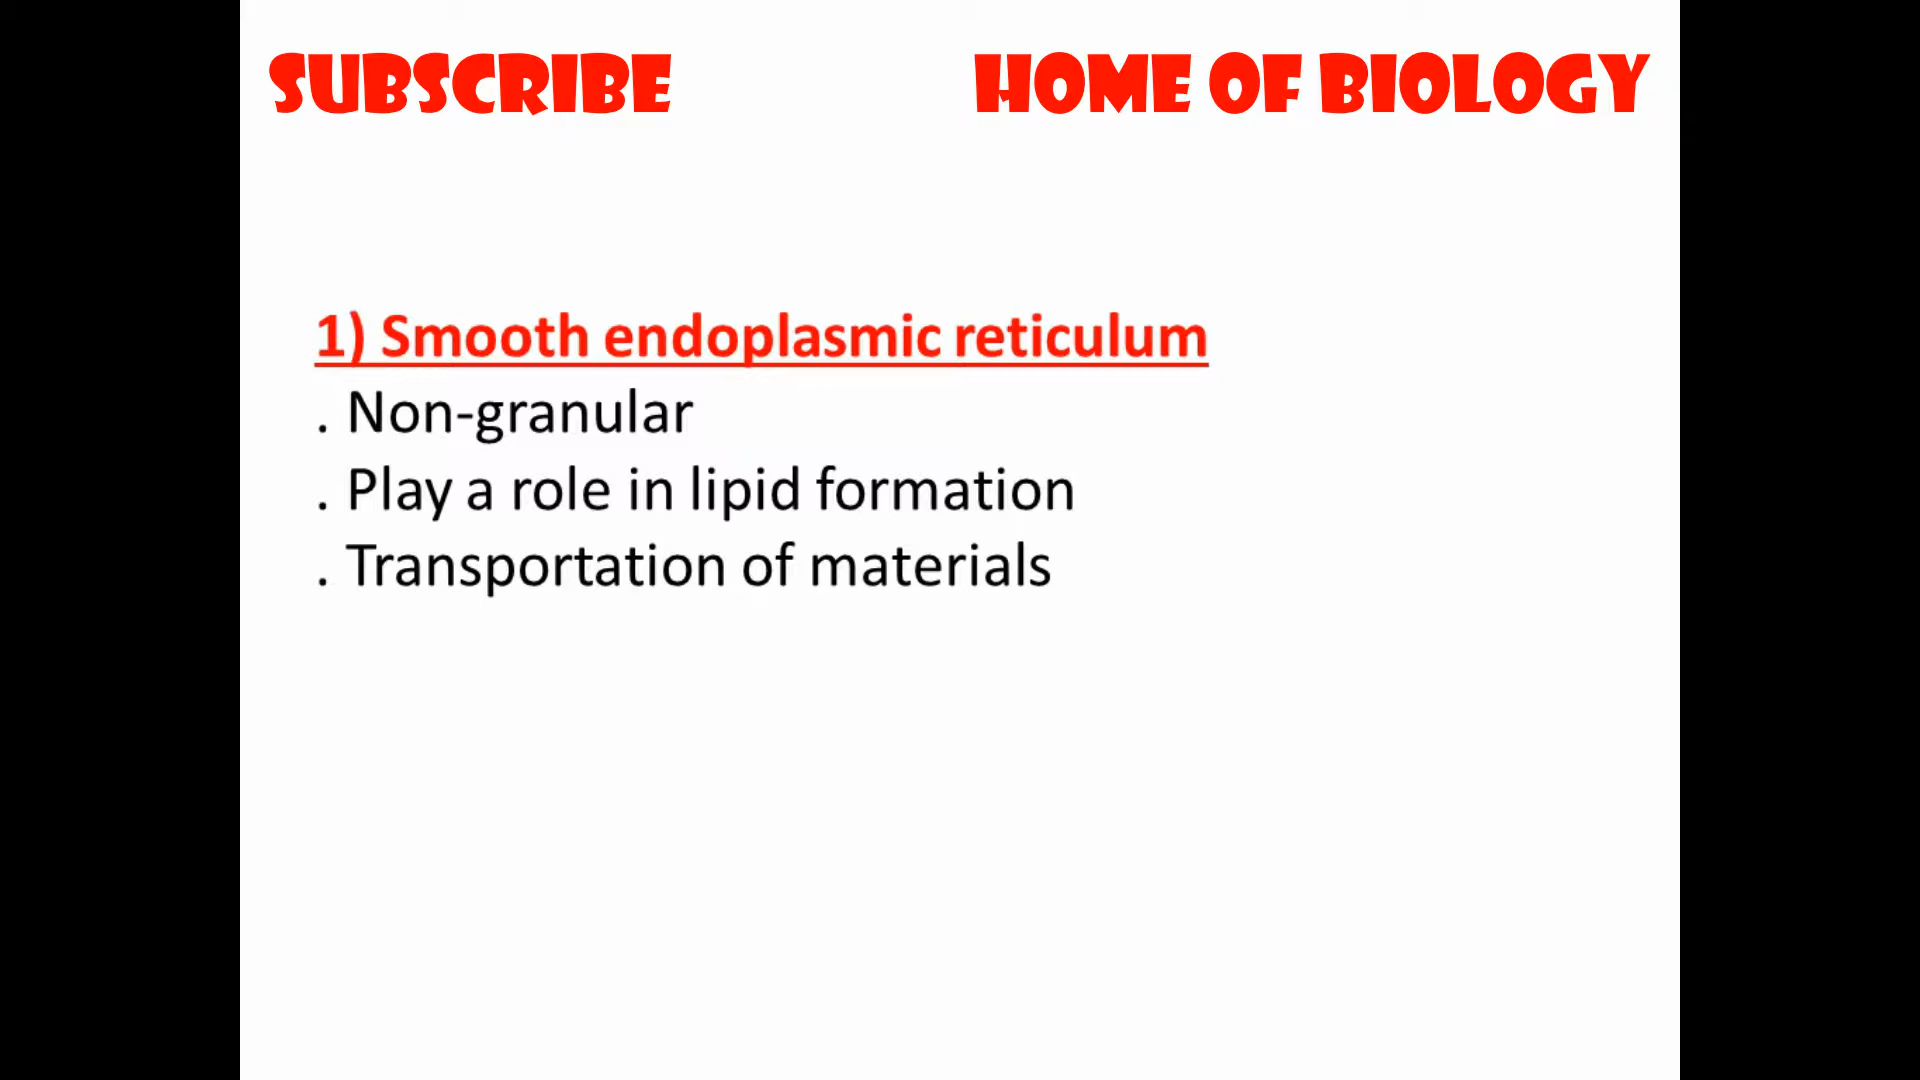 SUBSCRIBE HOME OF BIOLOGY
1) Smooth endoplasmic reticulum
. Non-granular
. Play a role in lipid formation
. Transportation of materials